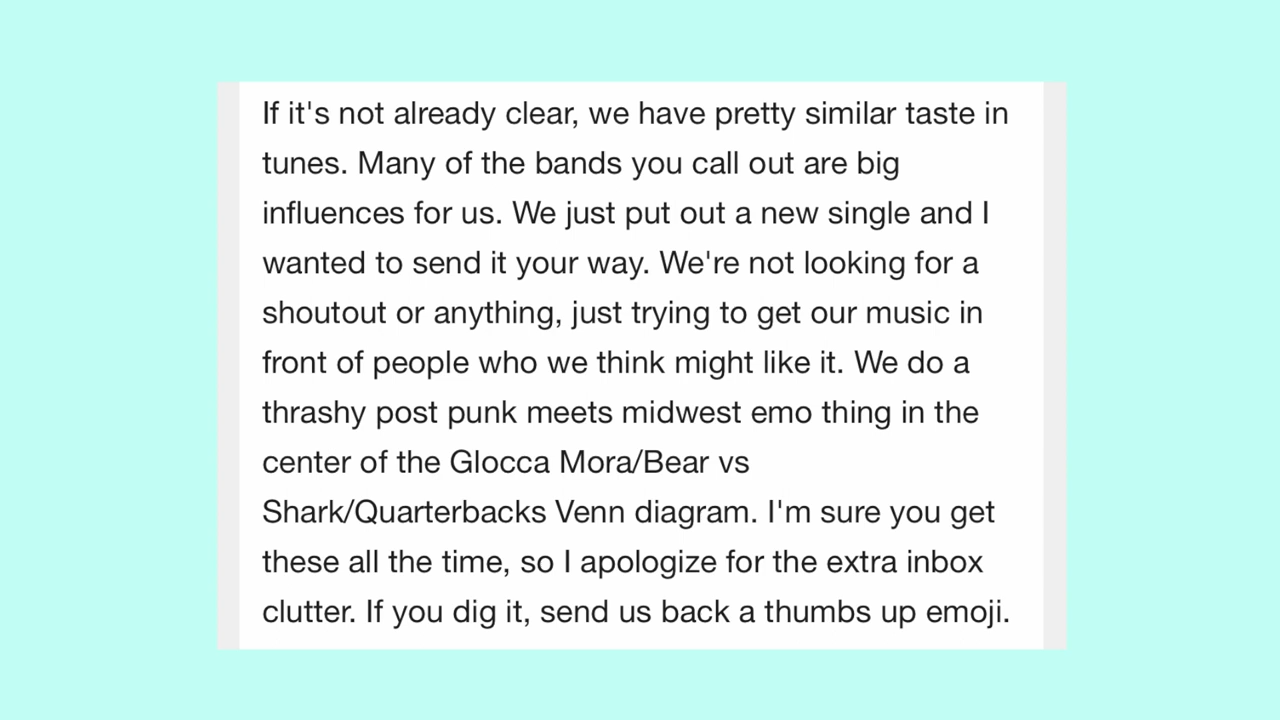 If it's not already clear, we have pretty similar taste in
tunes. Many of the bands you call out are big
influences for us. We just put out a new single and I
wanted to send it your way. We're not looking for a
shoutout or anything, just trying to get our music in
front of people who we think might like it. We do a
thrashy post punk meets midwest emo thing in the
center of the Glocca Mora/Bear vs
Shark/Quarterbacks Venn diagram. I'm sure you get
these all the time, so I apologize for the extra inbox
clutter. If you dig it, send us back a thumbs up emoji.